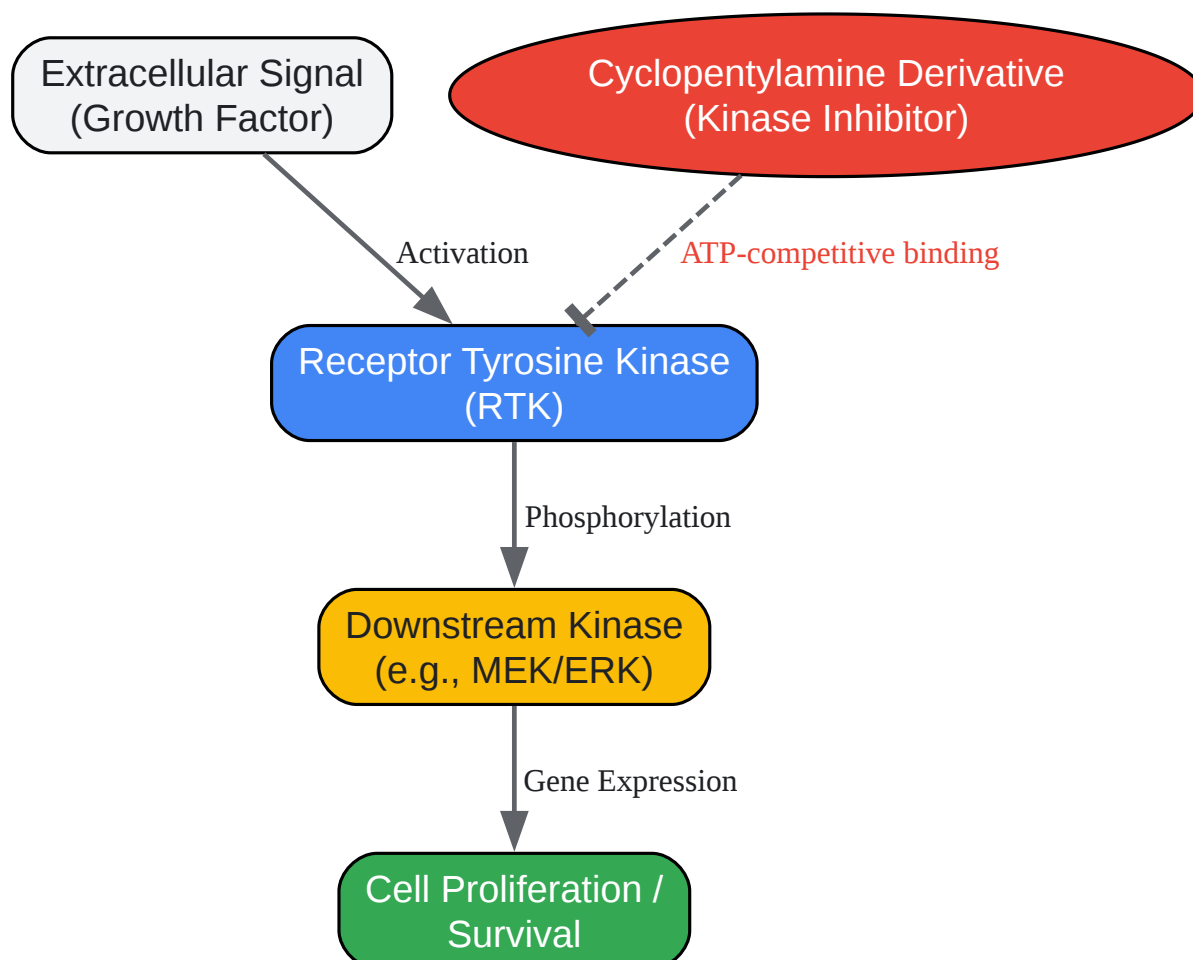 Extracellular Signal
(Growth Factor)
Cyclopentylamine Derivative
(Kinase Inhibitor)
Activation
ATP-competitive binding
Receptor Tyrosine Kinase
(RTK)
Phosphorylation
Downstream Kinase
(e.g., MEK/ERK)
Gene Expression
Cell Proliferation /
Survival